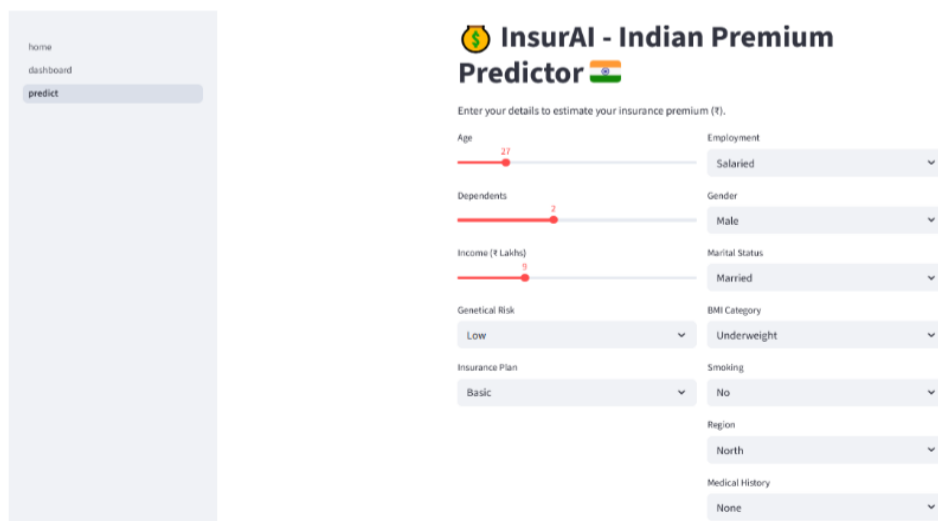 home
dashboard
predict
InsurAI - Indian Premium
Predictor
Enter your details to estimate your insurance premium (₹).
Age
27
Employment
Salaried
Dependents
2
Gender
Male
Income (₹ Lakhs)
9
Marital Status
Married
Genetical Risk
Low
BMI Category
Underweight
Insurance Plan
Basic
Smoking
No
Region
North
Medical History
None